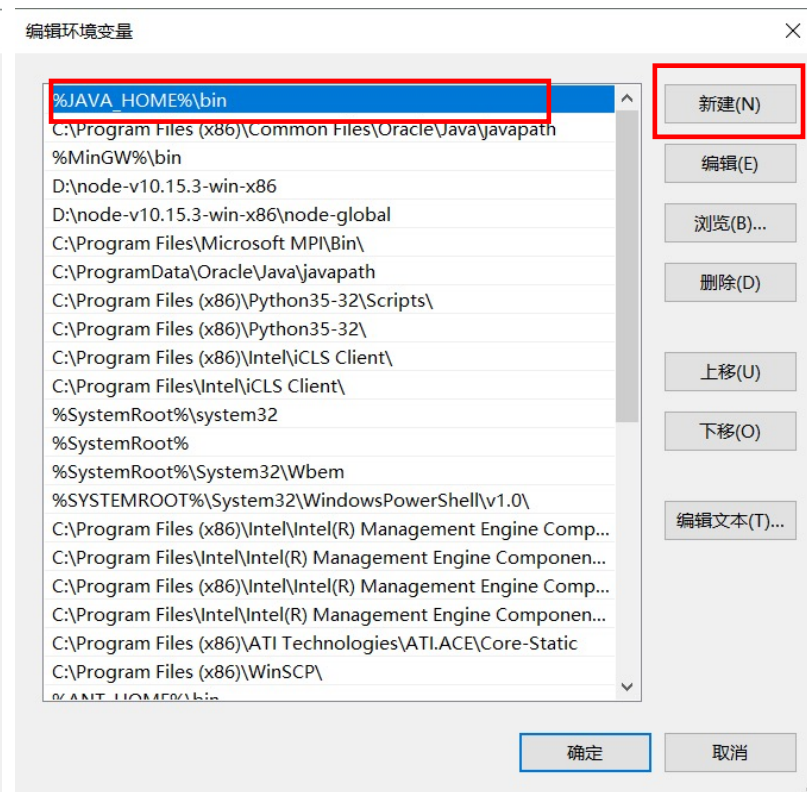 编辑环境变量
%JAVA_HOME%\bin
C:\Program Files (x86)\Common Files\Oracle\Java\javapath
%MinGW%\bin
D:\node-v10.15.3-win-x86
D:\node-v10.15.3-win-x86\node-global
C:\Program Files\Microsoft MPI\Bin\
C:\ProgramData\Oracle\Java\javapath
C:\Program Files (x86)\Python35-32\Scripts\
C:\Program Files (x86)\Python35-32\
C:\Program Files (x86)\Intel\iCLS Client\
C:\Program Files\Intel\iCLS Client\
%SystemRoot%\system32
%SystemRoot%
%SystemRoot%\System32\Wbem
%SYSTEMROOT%\System32\WindowsPowerShell\v1.0\
C:\Program Files (x86)\Intel\Intel(R) Management Engine Comp...
C:\Program Files\Intel\Intel(R) Management Engine Componen...
C:\Program Files (x86)\Intel\Intel(R) Management Engine Comp...
C:\Program Files\Intel\Intel(R) Management Engine Componen...
C:\Program Files (x86)\ATI Technologies\ATI.ACE\Core-Static
C:\Program Files (x86)\WinSCP\
%ANT_HOME%\bin
新建(N)
编辑(E)
浏览(B)...
删除(D)
上移(U)
下移(O)
编辑文本(T)...
确定
取消